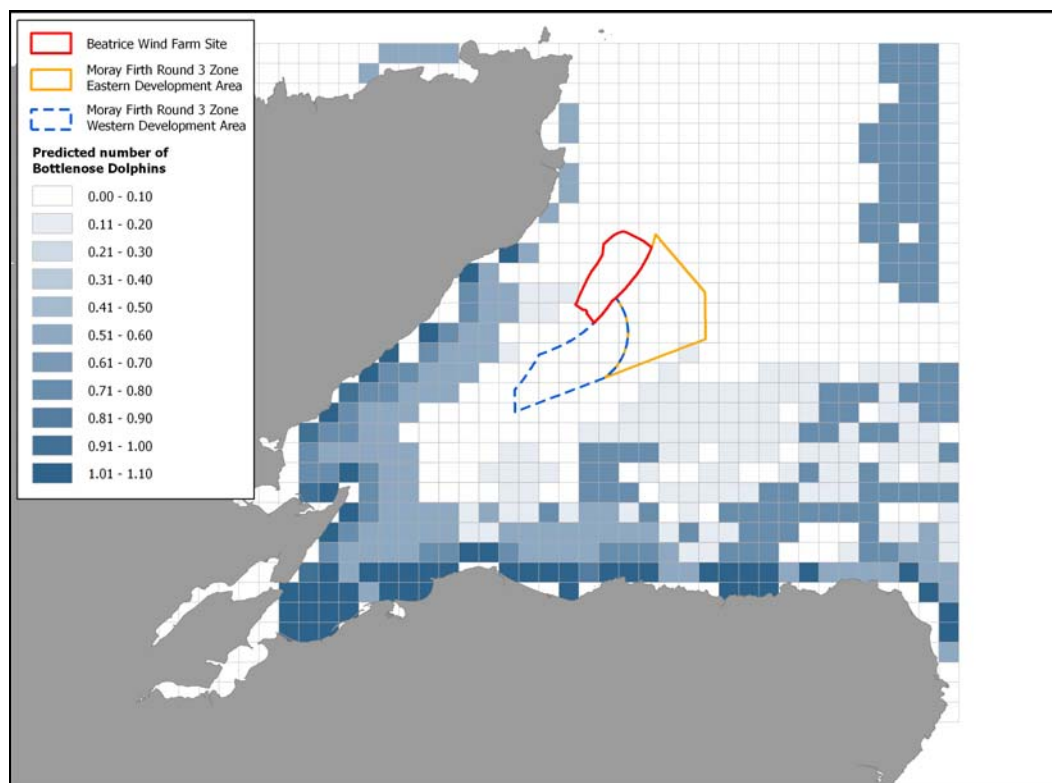 Beatrice Wind Farm Site
Moray Firth Round 3 Zone
Eastern Development Area
Moray Firth Round 3 Zone
Western Development Area
Predicted number of
Bottlenose Dolphins
0.00 - 0.10
0.11 - 0.20
0.21 - 0.30
0.31 - 0.40
0.41 - 0.50
0.51 - 0.60
0.61 - 0.70
0.71 - 0.80
0.81 - 0.90
0.91 - 1.00
1.01 - 1.10